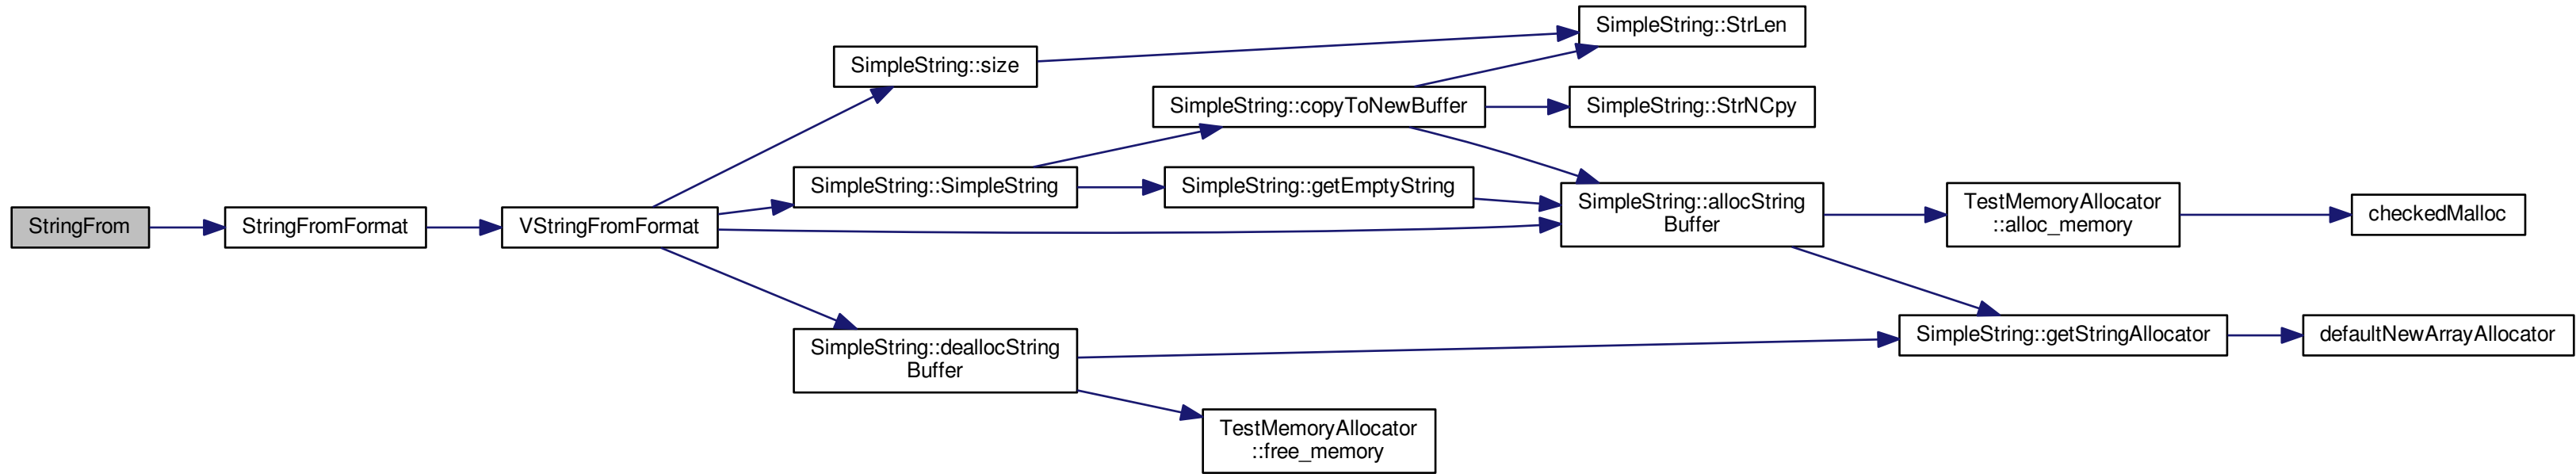 StringFrom
StringFromFormat
VStringFromFormat
SimpleString::size
SimpleString::SimpleString
SimpleString::deallocString
Buffer
SimpleString::copyToNewBuffer
SimpleString::getEmptyString
TestMemoryAllocator
::free_memory
SimpleString::StrLen
SimpleString::StrNCpy
SimpleString::allocString
Buffer
TestMemoryAllocator
::alloc_memory
SimpleString::getStringAllocator
checkedMalloc
defaultNewArrayAllocator